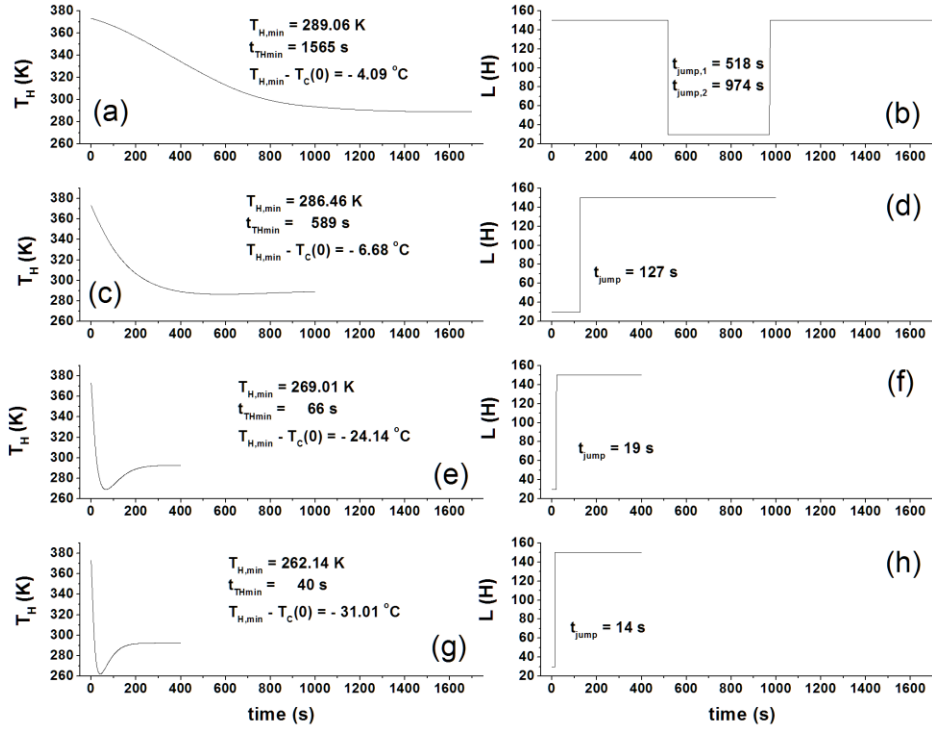 380
360
340
320
300
280
260
T_H (K)
(a)
T_H,min = 289.06 K
t_THmin = 1565 s
T_H,min - T_C(0) = - 4.09 °C
0 200 400 600 800 1000 1200 1400 1600
160
140
120
100
80
60
40
20
L (H)
t_jump,1 = 518 s
t_jump,2 = 974 s
(b)
0 200 400 600 800 1000 1200 1400 1600
380
360
340
320
300
280
260
T_H (K)
(c)
T_H,min = 286.46 K
t_THmin = 589 s
T_H,min - T_C(0) = - 6.68 °C
0 200 400 600 800 1000 1200 1400 1600
160
140
120
100
80
60
40
20
L (H)
t_jump = 127 s
(d)
0 200 400 600 800 1000 1200 1400 1600
380
360
340
320
300
280
260
T_H (K)
T_H,min = 269.01 K
t_THmin = 66 s
T_H,min - T_C(0) = - 24.14 °C
(e)
0 200 400 600 800 1000 1200 1400 1600
160
140
120
100
80
60
40
20
L (H)
t_jump = 19 s
(f)
0 200 400 600 800 1000 1200 1400 1600
380
360
340
320
300
280
260
T_H (K)
T_H,min = 262.14 K
t_THmin = 40 s
T_H,min - T_C(0) = - 31.01 °C
(g)
0 200 400 600 800 1000 1200 1400 1600
time (s)
160
140
120
100
80
60
40
20
L (H)
t_jump = 14 s
(h)
0 200 400 600 800 1000 1200 1400 1600
time (s)